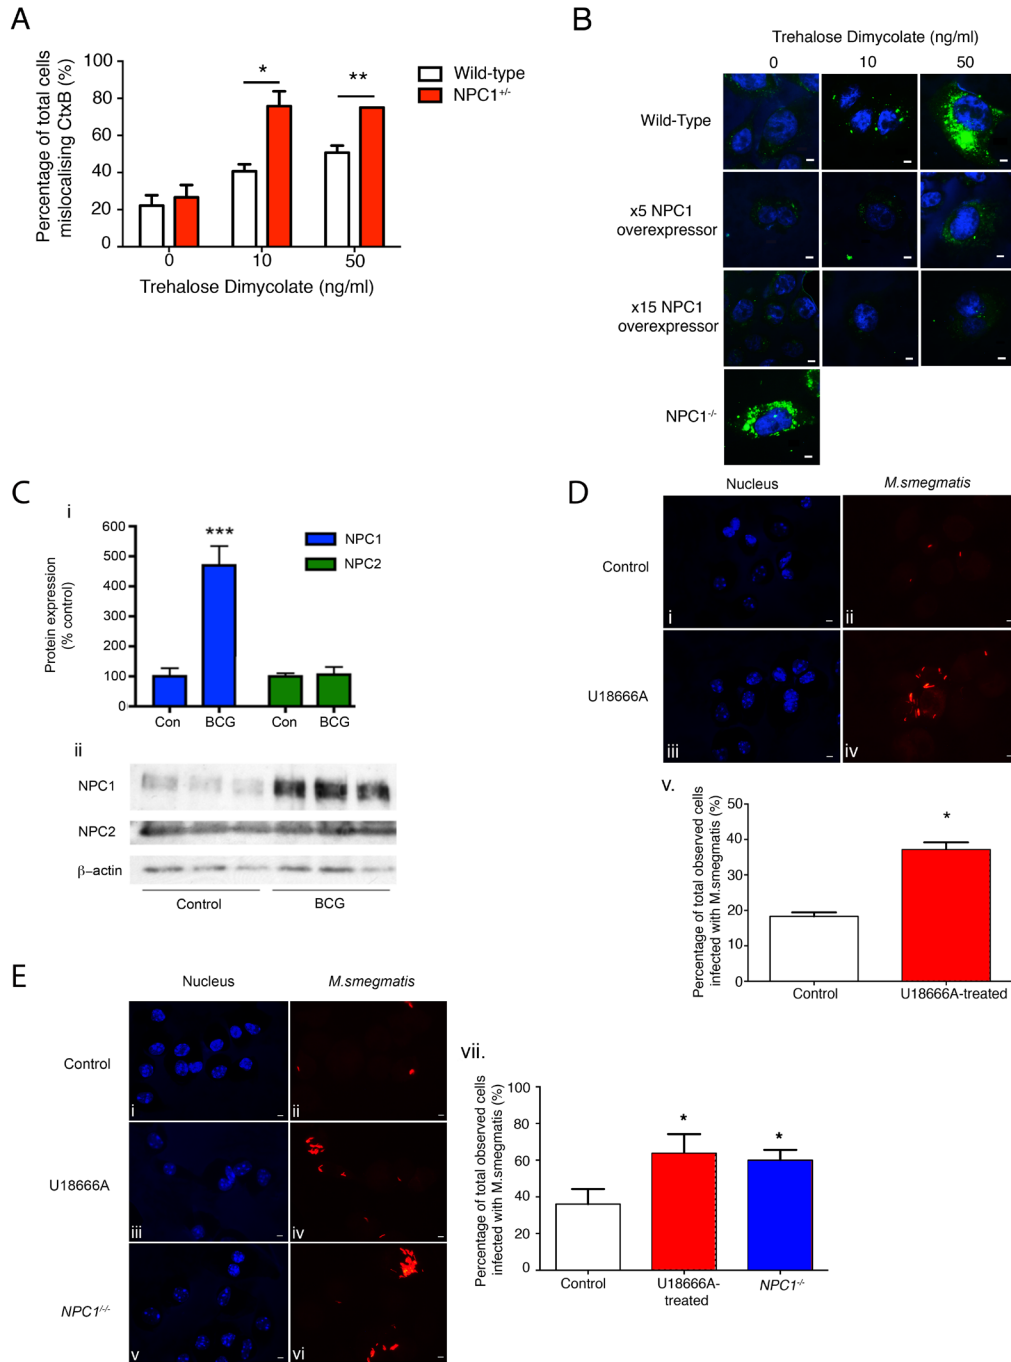 A
Percentage of total cells
mislocalising CtxB (%)
100
80
60
40
20
0
*
**
Wild-type
NPC1+/-
0
10
50
Trehalose Dimycolate (ng/ml)
B
Trehalose Dimycolate (ng/ml)
0
10
50
Wild-Type
x5 NPC1
overexpressor
x15 NPC1
overexpressor
NPC1-/-
C
i
Protein expression
(% control)
600
500
400
300
200
100
0
***
NPC1
NPC2
Con
BCG
Con
BCG
ii
NPC1
NPC2
β–actin
Control
BCG
D
Nucleus
M.smegmatis
Control
i
ii
U18666A
iii
iv
v.
Percentage of total observed cells
infected with M.smegmatis (%)
50
40
30
20
10
0
*
Control
U18666A-treated
E
Nucleus
M.smegmatis
Control
i
ii
U18666A
iii
iv
NPC1/-/-
v
vi
vii.
Percentage of total observed cells
infected with M.smegmatis (%)
100
80
60
40
20
0
*
*
Control
U18666A-
treated
NPC1-/-